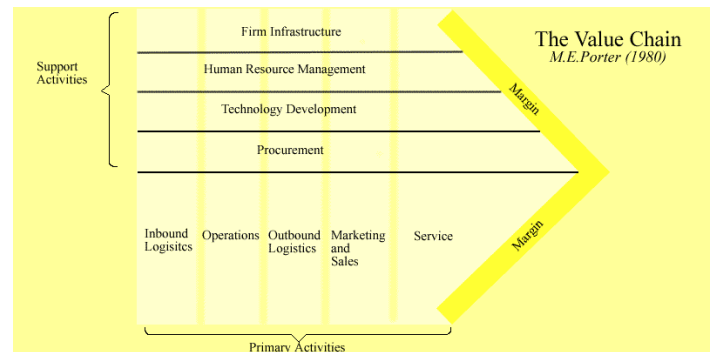 The Value Chain
M.E.Porter (1980)
Support
Activities
Firm Infrastructure
Human Resource Management
Technology Development
Procurement
Margin
Inbound
Logisitcs
Operations
Outbound
Logistics
Marketing
and
Sales
Service
Margin
Primary Activities